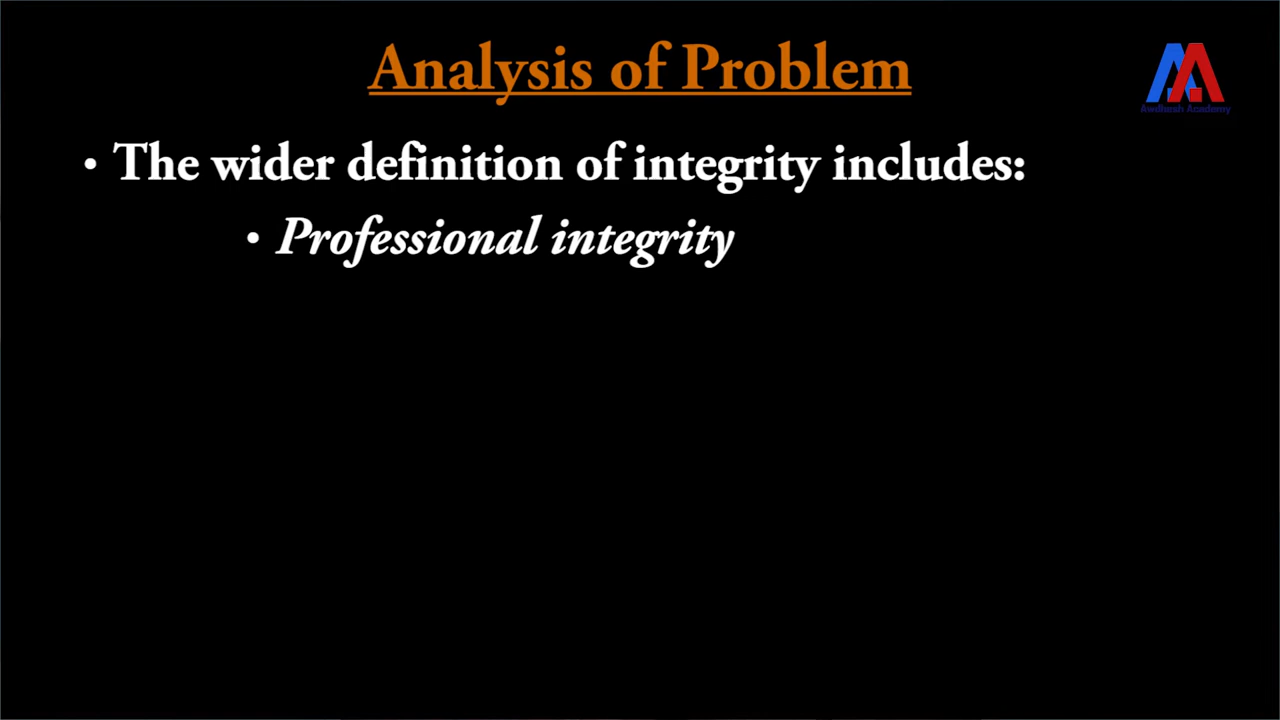 Analysis of Problem
Awdhesh Academy
• The wider definition of integrity includes:
• Professional integrity